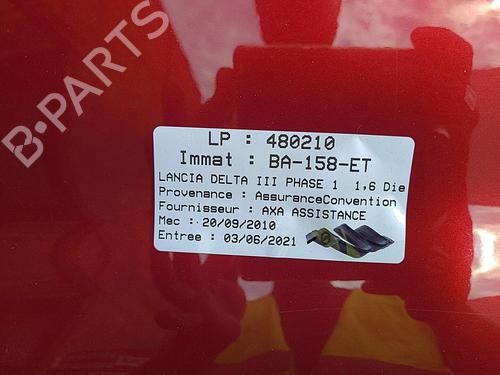 B-PARTS
LP : 480210
Immat : BA-158-ET
LANCIA DELTA III PHASE 1 1,6 Die
Provenance : AssuranceConvention
Fournisseur : AXA ASSISTANCE
Mec : 20/09/2010
Entree : 03/06/2021